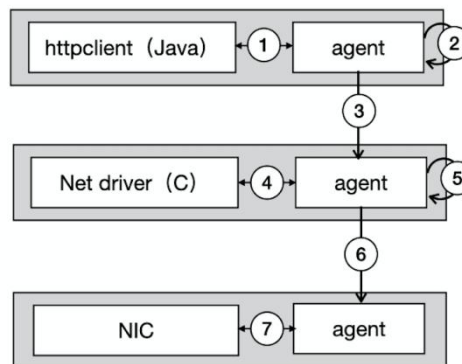 httpclient（Java）
1
agent
2
3
Net driver（C）
4
agent
5
6
NIC
7
agent